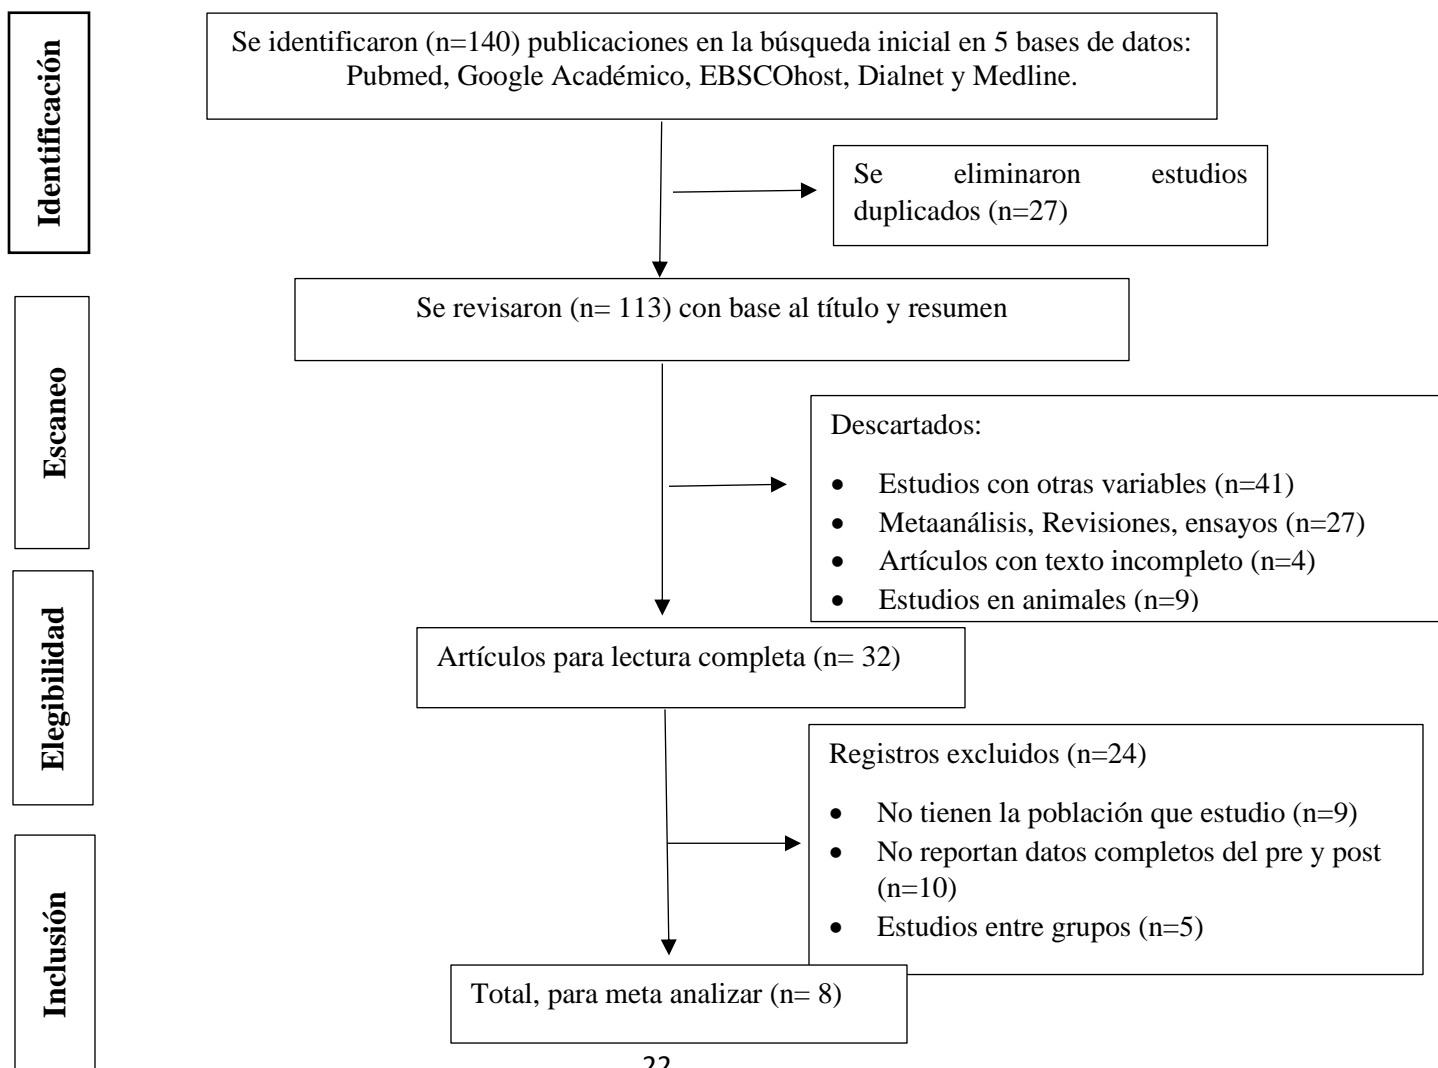 Identificación
Se identificaron (n=140) publicaciones en la búsqueda inicial en 5 bases de datos:
Pubmed, Google Académico, EBSCOhost, Dialnet y Medline.
Se eliminaron estudios
duplicados (n=27)
Escaneo
Se revisaron (n= 113) con base al título y resumen
Descartados:
• Estudios con otras variables (n=41)
• Metaanálisis, Revisiones, ensayos (n=27)
• Artículos con texto incompleto (n=4)
• Estudios en animales (n=9)
Elegibilidad
Artículos para lectura completa (n= 32)
Registros excluidos (n=24)
• No tienen la población que estudio (n=9)
• No reportan datos completos del pre y post
(n=10)
• Estudios entre grupos (n=5)
Inclusión
Total, para meta analizar (n= 8)
22